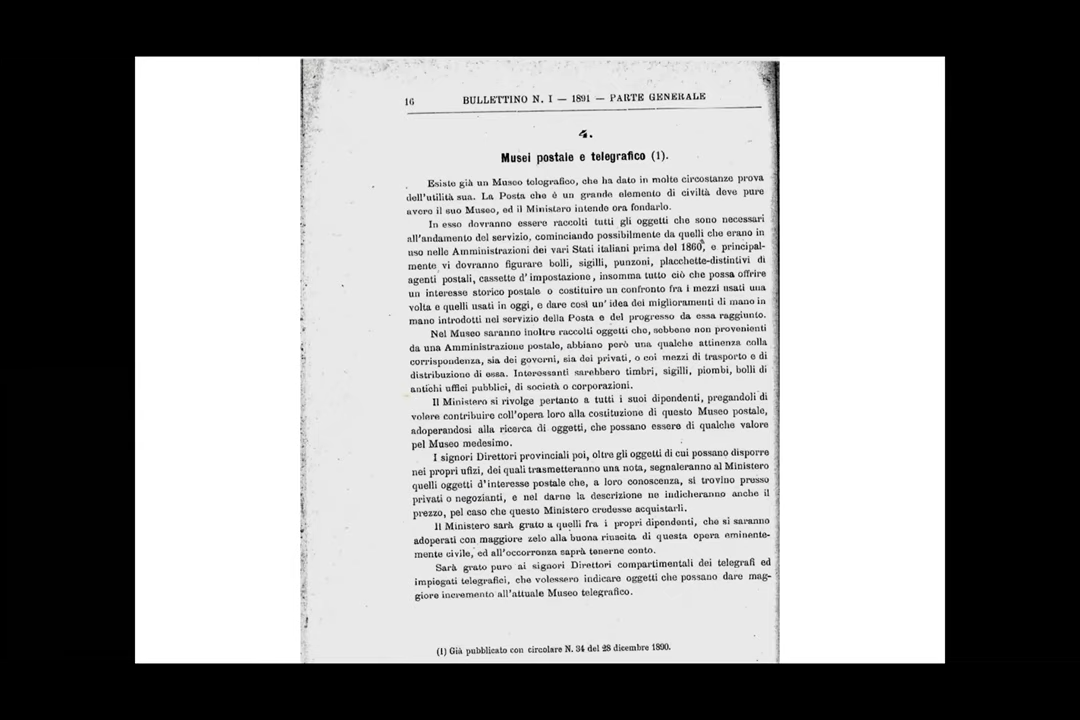 16 BULLETTINO N. I — 1891 — PARTE GENERALE
4.
Musei postale e telegrafico (1).
Esiste già un Museo telegrafico, che ha dato in molte circostanze prova
dell'utilità sua. La Posta che è un grande elemento di civiltà deve pure
avere il suo Museo, ed il Ministero intende ora fondarlo.
In esso dovranno essere raccolti tutti gli oggetti che sono necessari
all'andamento del servizio, cominciando possibilmente da quelli che erano in
uso nelle Amministrazioni dei vari Stati italiani prima del 1860, e principal-
mente vi dovranno figurare bolli, sigilli, punzoni, placchette-distintivi di
agenti postali, cassette d'impostazione, insomma tutto ciò che possa offrire
un interesse storico postale o costituire un confronto fra i mezzi usati una
volta e quelli usati in oggi, e dare così un'idea dei miglioramenti di mano in
mano introdotti nel servizio della Posta e del progresso da essa raggiunto.
Nel Museo saranno inoltre raccolti oggetti che, sebbene non provenienti
da una Amministrazione postale, abbiano però una qualche attinenza colla
corrispondenza, sia dei governi, sia dei privati, o coi mezzi di trasporto e di
distribuzione di essa. Interessanti sarebbero timbri, sigilli, piombi, bolli di
antichi uffici pubblici, di società o corporazioni.
Il Ministero si rivolge pertanto a tutti i suoi dipendenti, pregandoli di
volere contribuire coll'opera loro alla costituzione di questo Museo postale,
adoperandosi alla ricerca di oggetti, che possano essere di qualche valore
pel Museo medesimo.
I signori Direttori provinciali poi, oltre gli oggetti di cui possano disporre
nei propri ufizi, dei quali trasmetteranno una nota, segnaleranno al Ministero
quelli oggetti d'interesse postale che, a loro conoscenza, si trovino presso
privati o negozianti, e nel darne la descrizione ne indicheranno anche il
prezzo, pel caso che questo Ministero credesse acquistarli.
Il Ministero sarà grato a quelli fra i propri dipendenti, che si saranno
adoperati con maggiore zelo alla buona riuscita di questa opera eminente-
mente civile, ed all'occorrenza saprà tenerne conto.
Sarà grato pure ai signori Direttori compartimentali dei telegrafi ed
impiegati telegrafici, che volessero indicare oggetti che possano dare mag-
giore incremento all'attuale Museo telegrafico.
(1) Già pubblicato con circolare N. 34 del 28 dicembre 1890.